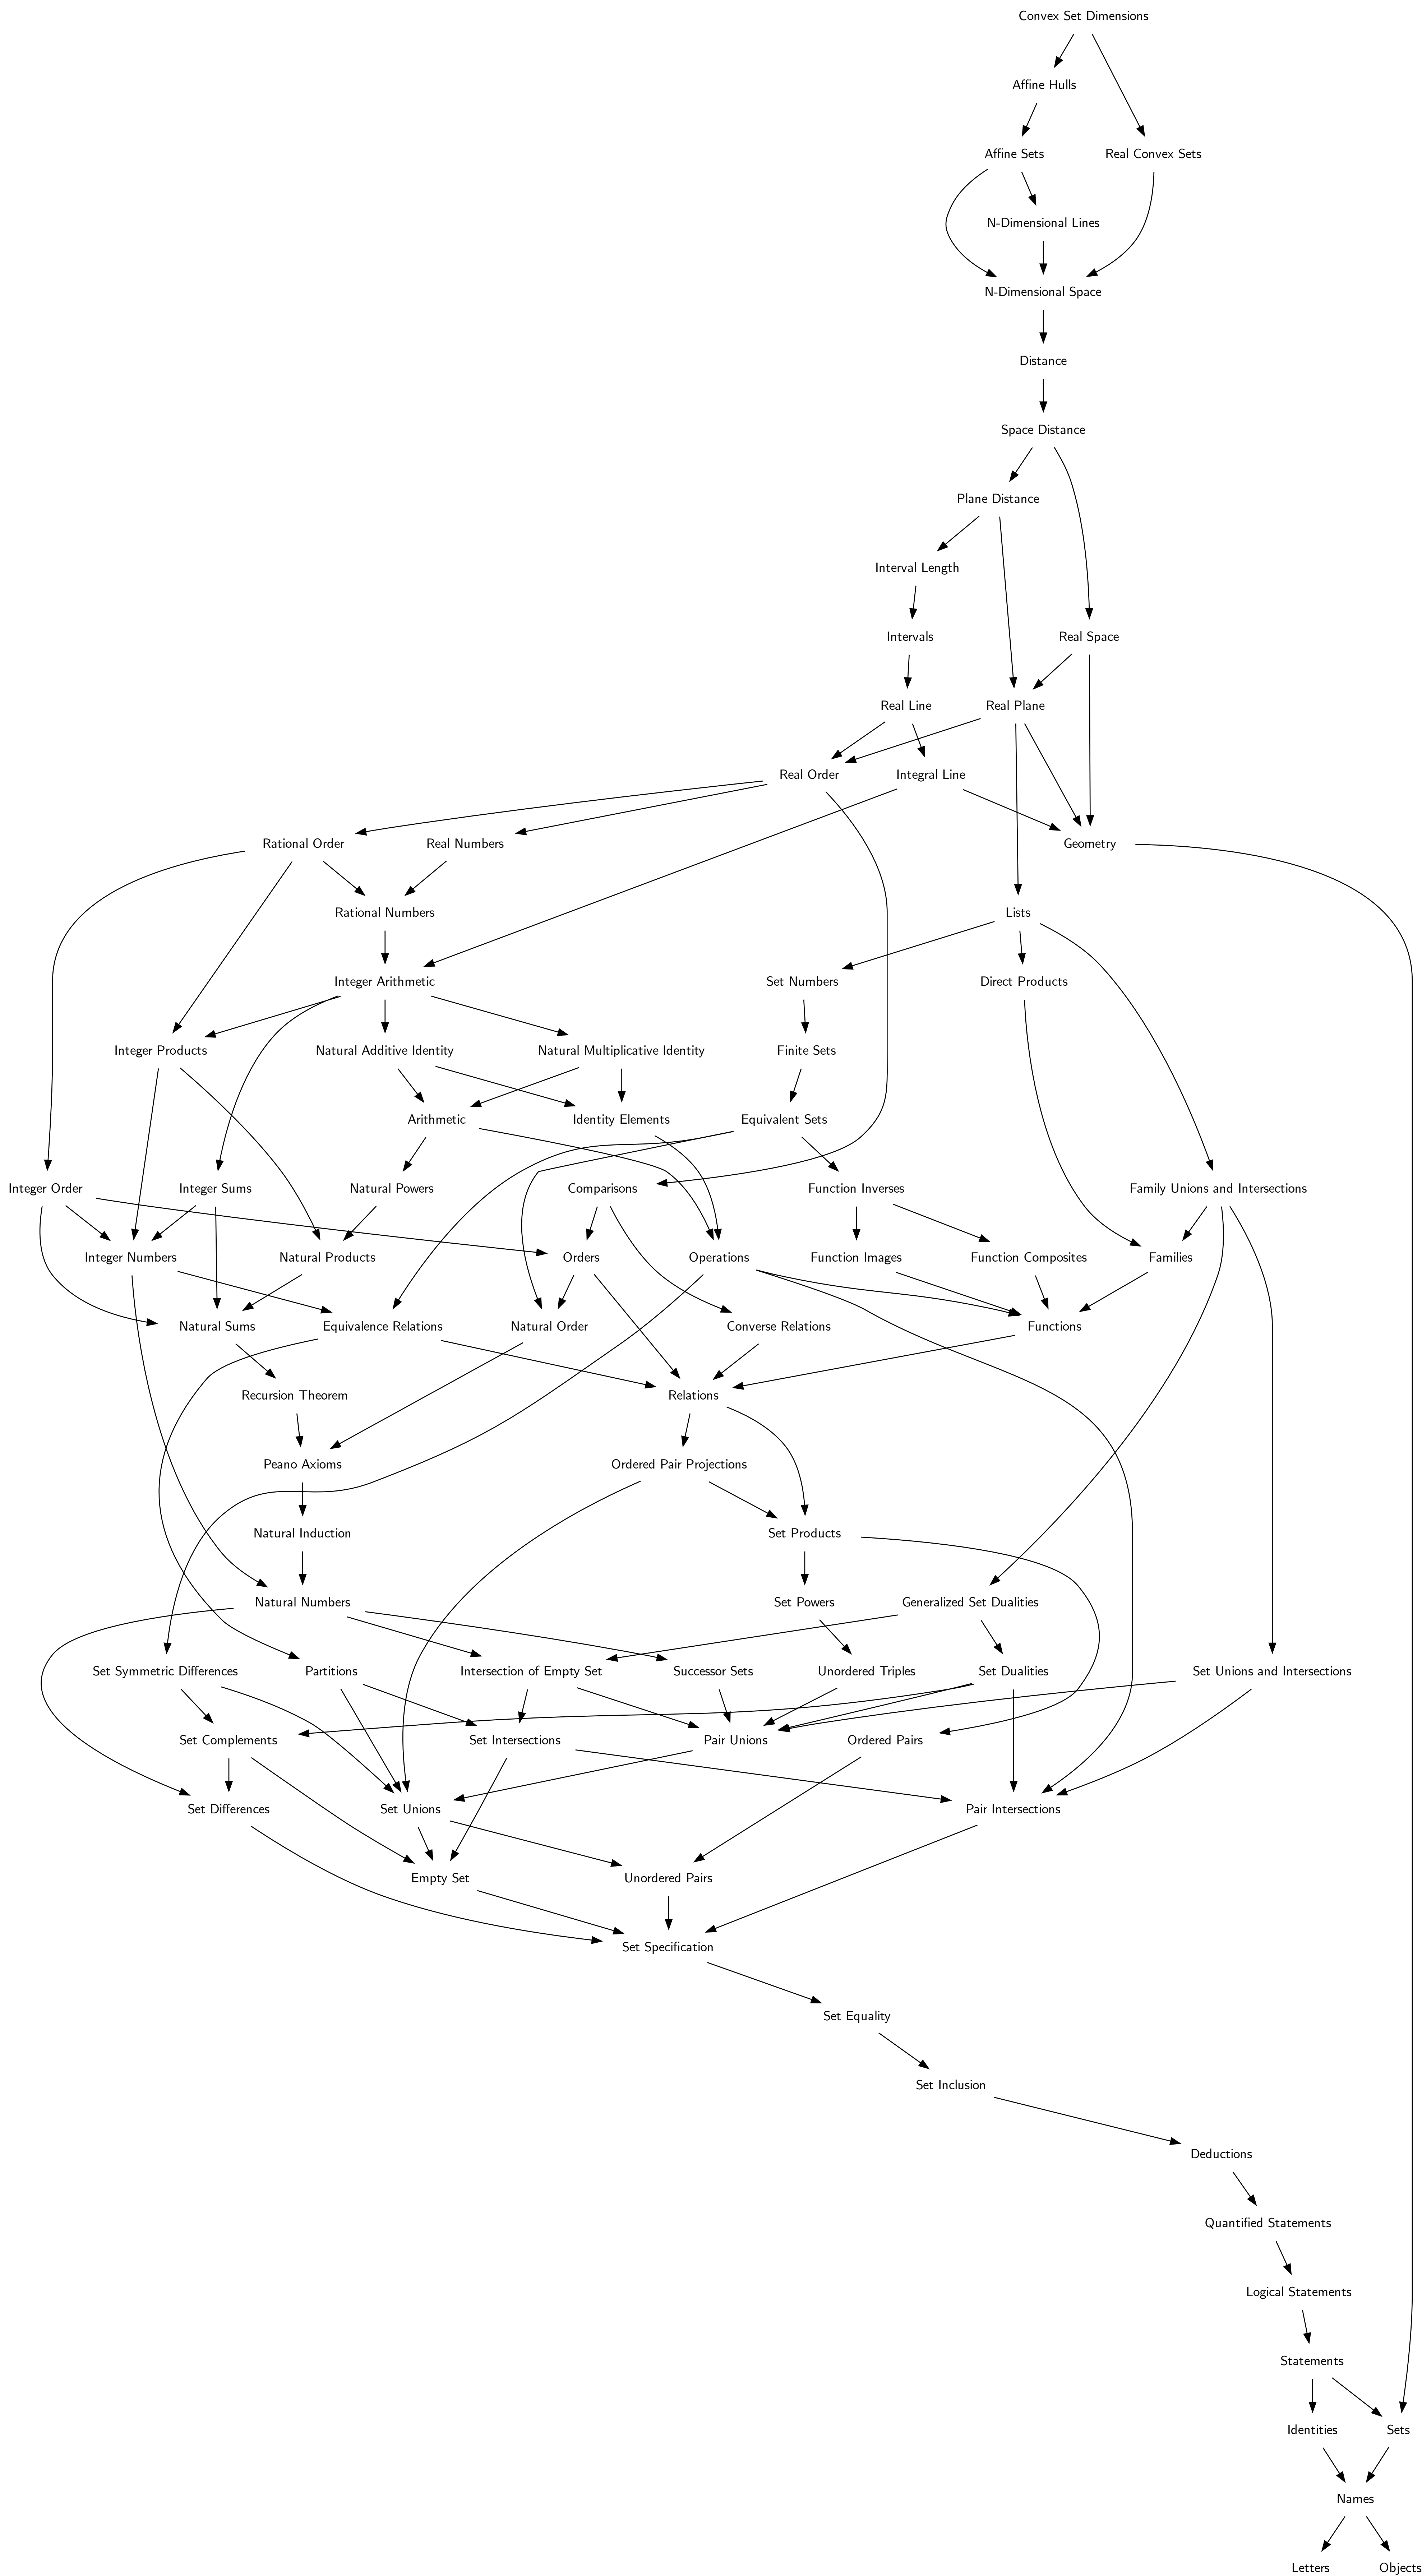 Convex Set Dimensions
Affine Hulls
Affine Sets
Real Convex Sets
N-Dimensional Lines
N-Dimensional Space
Distance
Space Distance
Plane Distance
Interval Length
Intervals
Real Space
Real Line
Real Plane
Real Order
Integral Line
Rational Order
Real Numbers
Geometry
Rational Numbers
Lists
Integer Arithmetic
Set Numbers
Direct Products
Integer Products
Natural Additive Identity
Natural Multiplicative Identity
Finite Sets
Arithmetic
Identity Elements
Equivalent Sets
Integer Order
Integer Sums
Natural Powers
Comparisons
Function Inverses
Family Unions and Intersections
Integer Numbers
Natural Products
Orders
Operations
Function Images
Function Composites
Families
Natural Sums
Equivalence Relations
Natural Order
Converse Relations
Functions
Recursion Theorem
Relations
Peano Axioms
Ordered Pair Projections
Natural Induction
Set Products
Natural Numbers
Set Powers
Generalized Set Dualities
Set Symmetric Differences
Partitions
Intersection of Empty Set
Successor Sets
Unordered Triples
Set Dualities
Set Unions and Intersections
Set Complements
Set Intersections
Pair Unions
Ordered Pairs
Set Differences
Set Unions
Pair Intersections
Empty Set
Unordered Pairs
Set Specification
Set Equality
Set Inclusion
Deductions
Quantified Statements
Logical Statements
Statements
Identities
Sets
Names
Letters
Objects